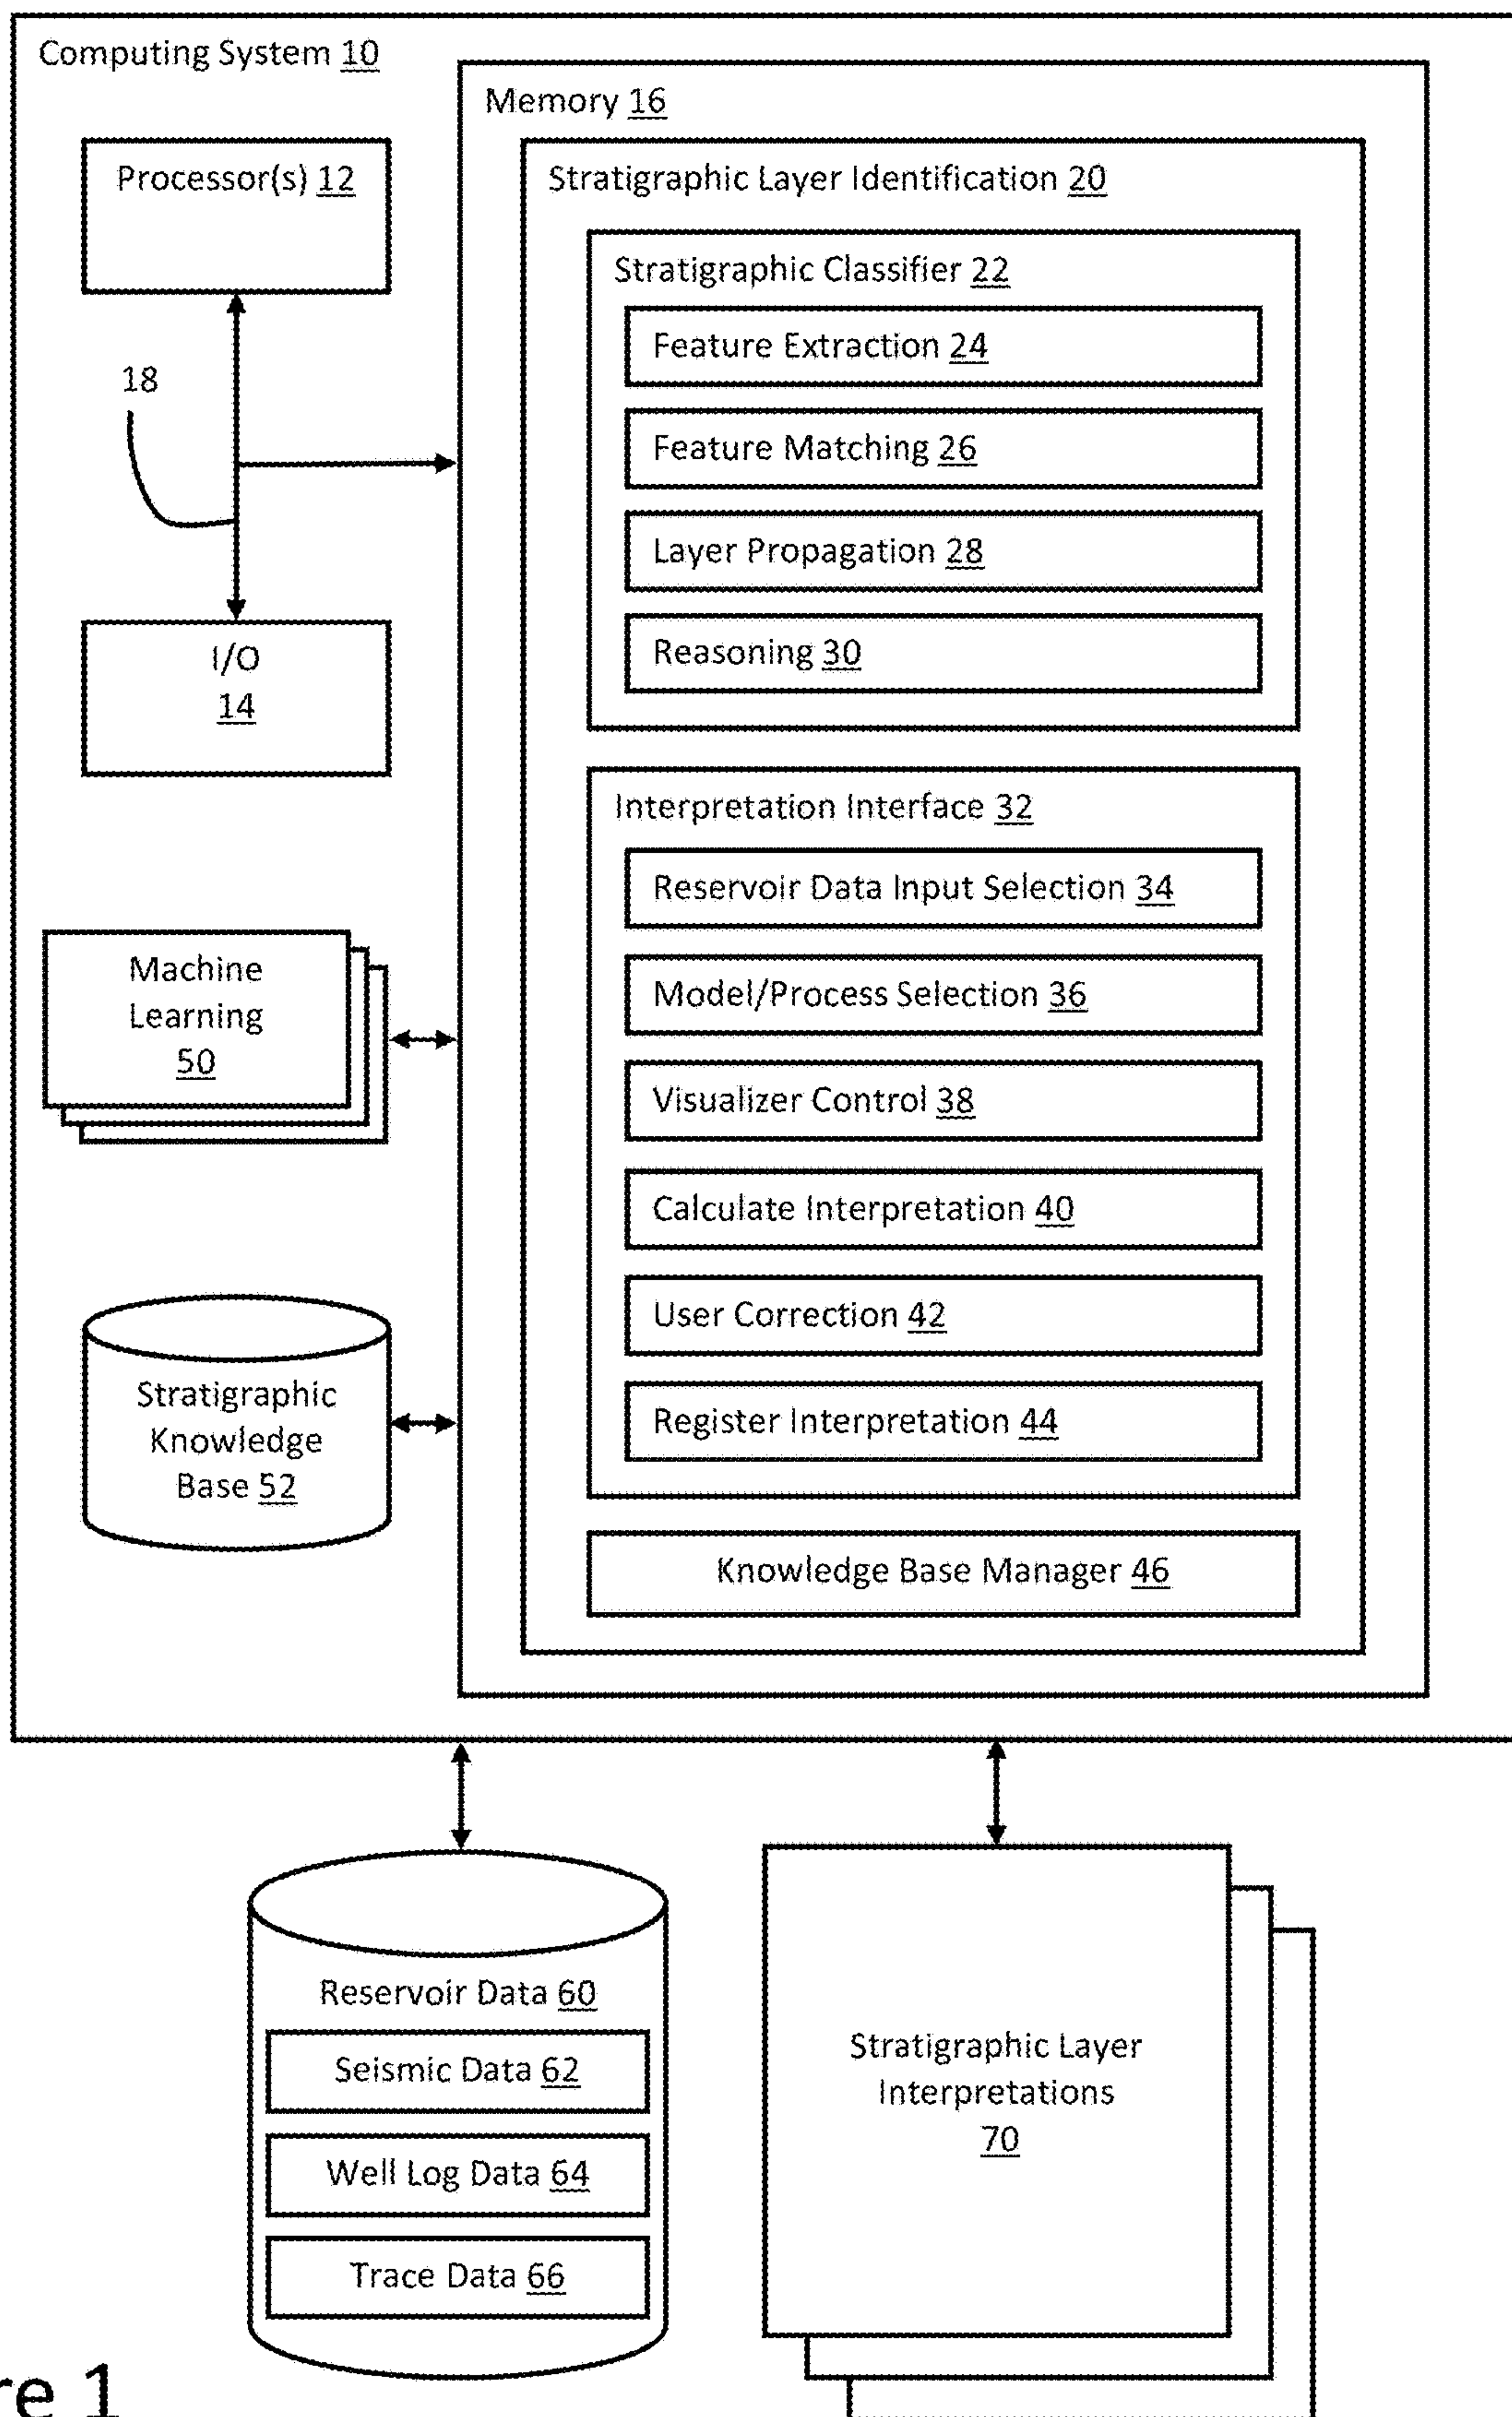 Computing System 10
Memory 16
Processor(s) 12
Stratigraphic Layer Identification 20
Stratigraphic Classifier 22
Feature Extraction 24
18
Feature Matching 26
Layer Propagation 28
I/O
14
Reasoning 30
Interpretation Interface 32
Reservoir Data Input Selection 34
Machine
Learning
50
Model/Process Selection 36
Visualizer Control 38
Calculate Interpretation 40
User Correction 42
Stratigraphic
Knowledge
Base 52
Register Interpretation 44
Knowledge Base Manager 46
Reservoir Data 60
Seismic Data 62
Well Log Data 64
Trace Data 66
Stratigraphic Layer
Interpretations
70
re 1